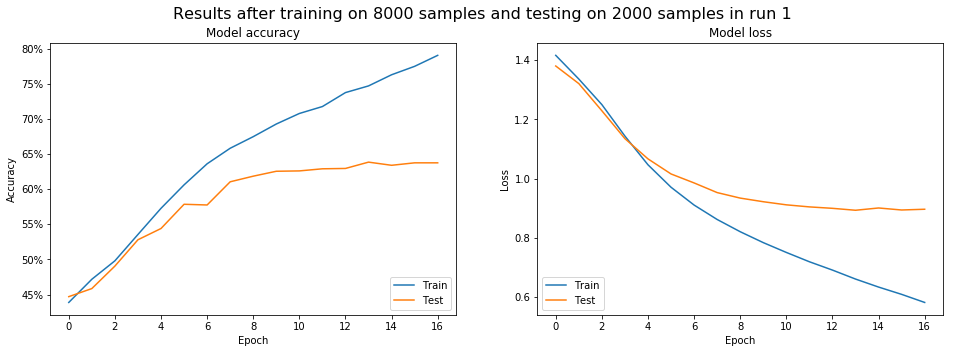 Results after training on 8000 samples and testing on 2000 samples in run 1
Model accuracy
80%
75%
70%
65%
60%
55%
50%
45%
Accuracy
0 2 4 6 8 10 12 14 16
Epoch
Train
Test
Model loss
1.4
1.2
1.0
0.8
0.6
Loss
0 2 4 6 8 10 12 14 16
Epoch
Train
Test